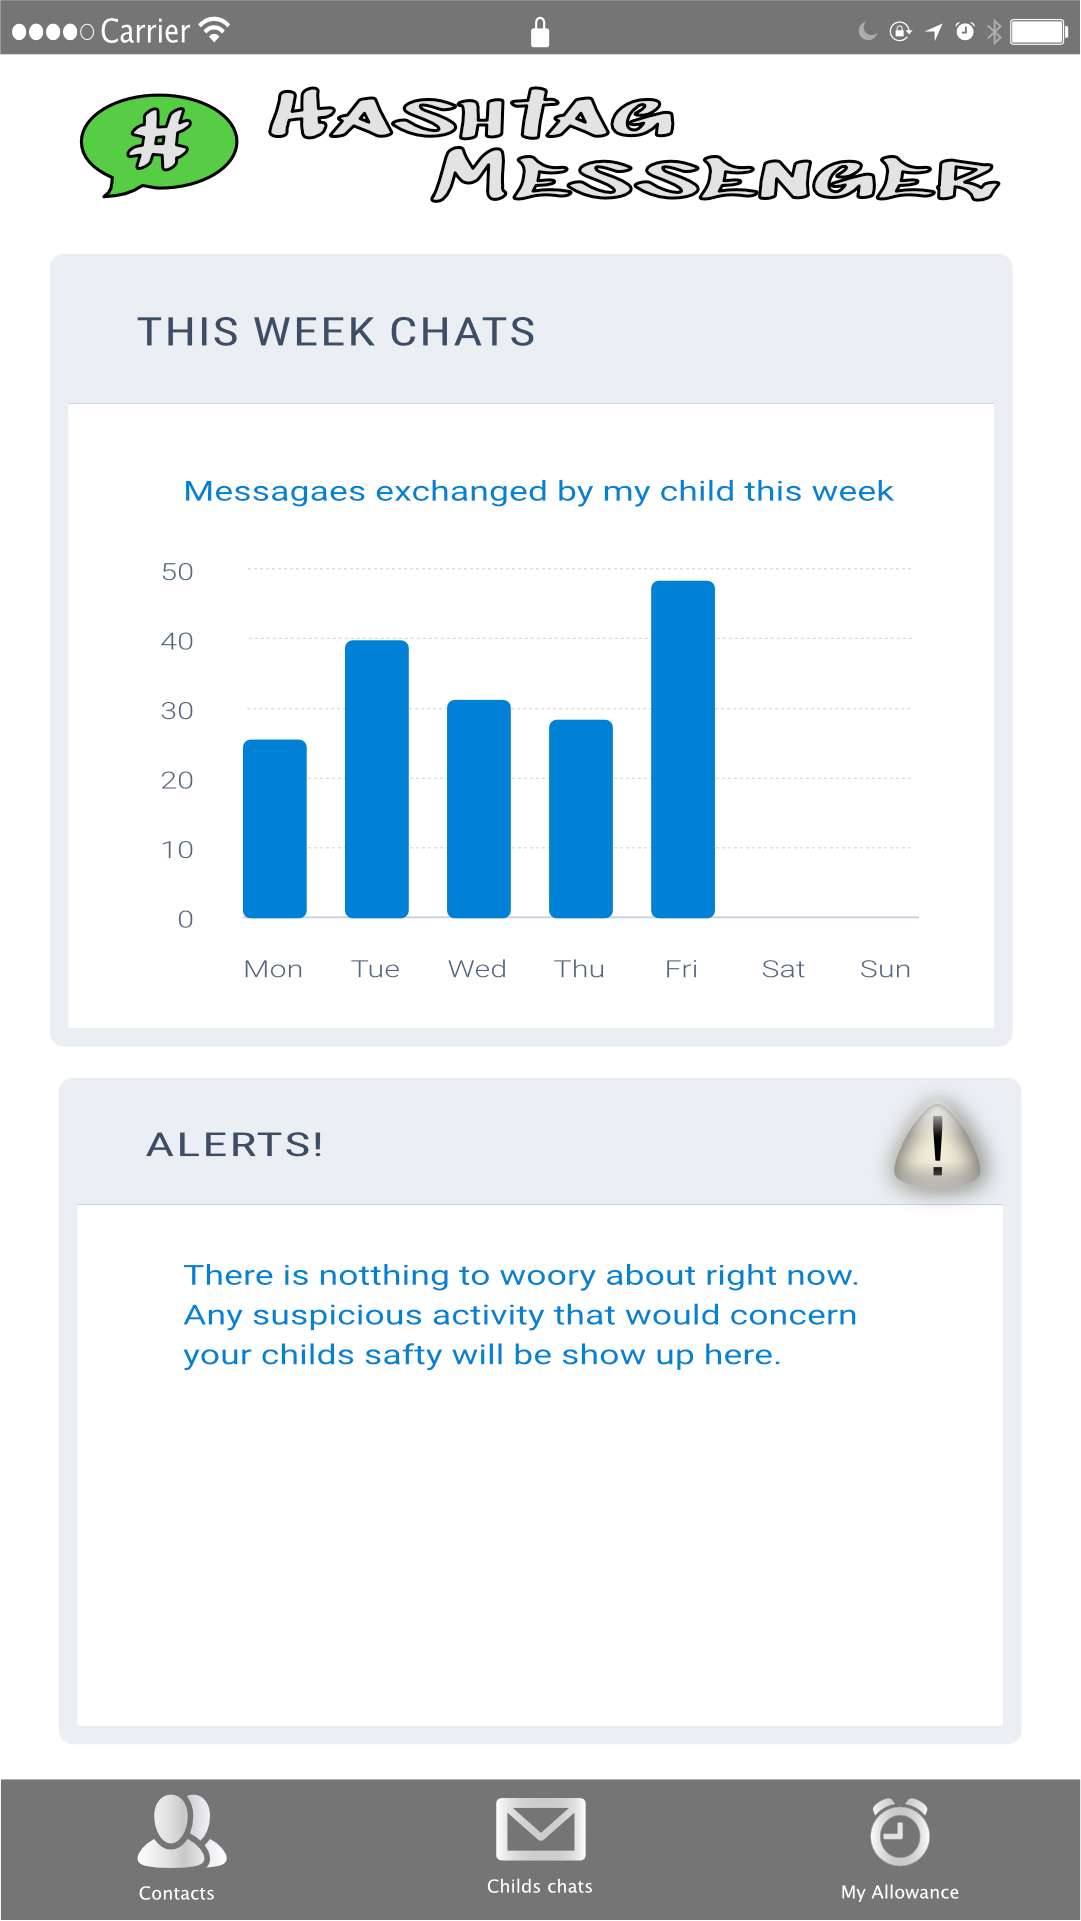 Carrier
#
Hashtag
Messenger
THIS WEEK CHATS
Messagaes exchanged by my child this week
50
40
30
20
10
0
Mon Tue Wed Thu Fri Sat Sun
ALERTS!
!
There is notthing to woory about right now.
Any suspicious activity that would concern
your childs safty will be show up here.
Contacts Childs chats My Allowance